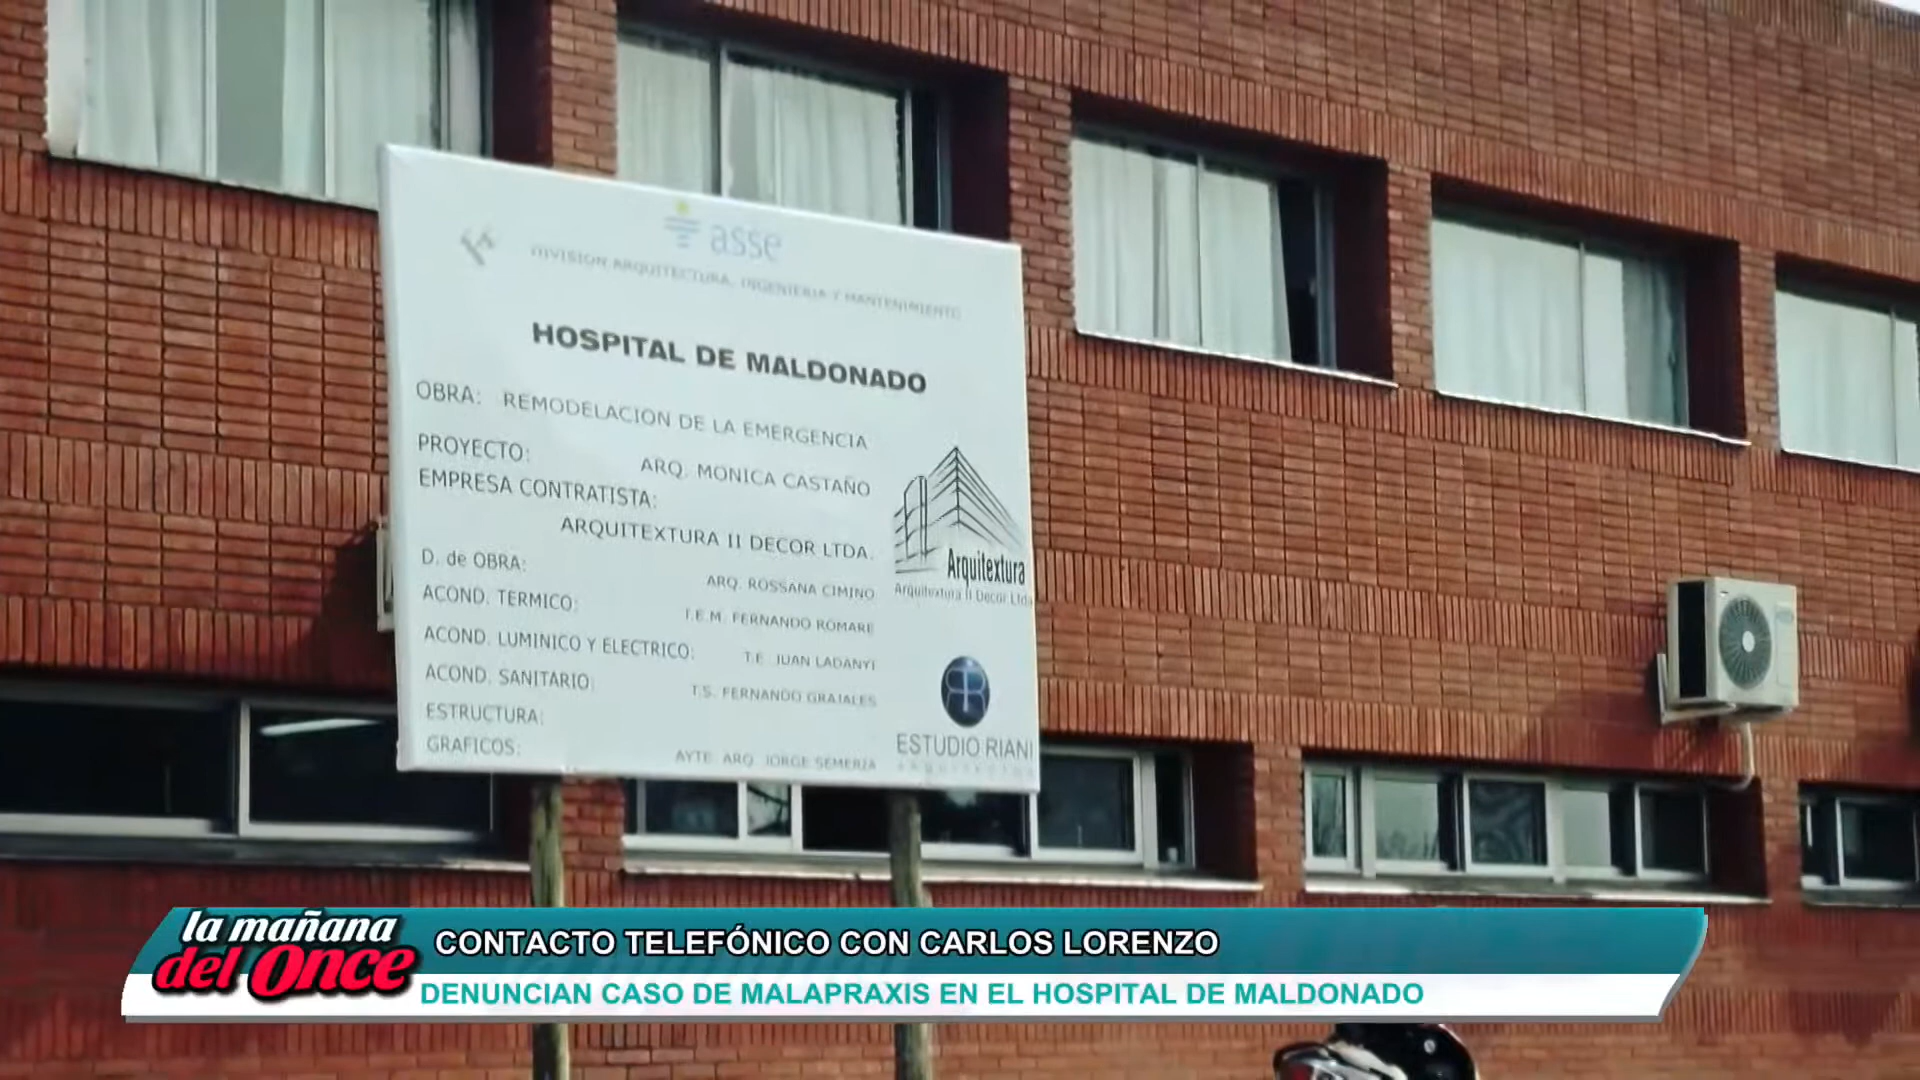 asse
DIVISION ARQUITECTURA, INGENIERIA Y MANTENIMIENTO
HOSPITAL DE MALDONADO
OBRA: REMODELACION DE LA EMERGENCIA
PROYECTO: ARQ. MONICA CASTAÑO
EMPRESA CONTRATISTA:
ARQUITEXTURA II DECOR LTDA.
D. de OBRA: ARQ. ROSSANA CIMINO
ACOND. TERMICO: T.E.M. FERNANDO ROMARE
ACOND. LUMINICO Y ELECTRICO: T.E. JUAN LADANYI
ACOND. SANITARIO: T.S. FERNANDO GRAJALES
ESTRUCTURA:
GRAFICOS: AYTE. ARQ. JORGE SEMERIA
Arquitextura
Arquitextura II Decor Ltda
ESTUDIO RIANI
la mañana
del Once
CONTACTO TELEFÓNICO CON CARLOS LORENZO
DENUNCIAN CASO DE MALAPRAXIS EN EL HOSPITAL DE MALDONADO